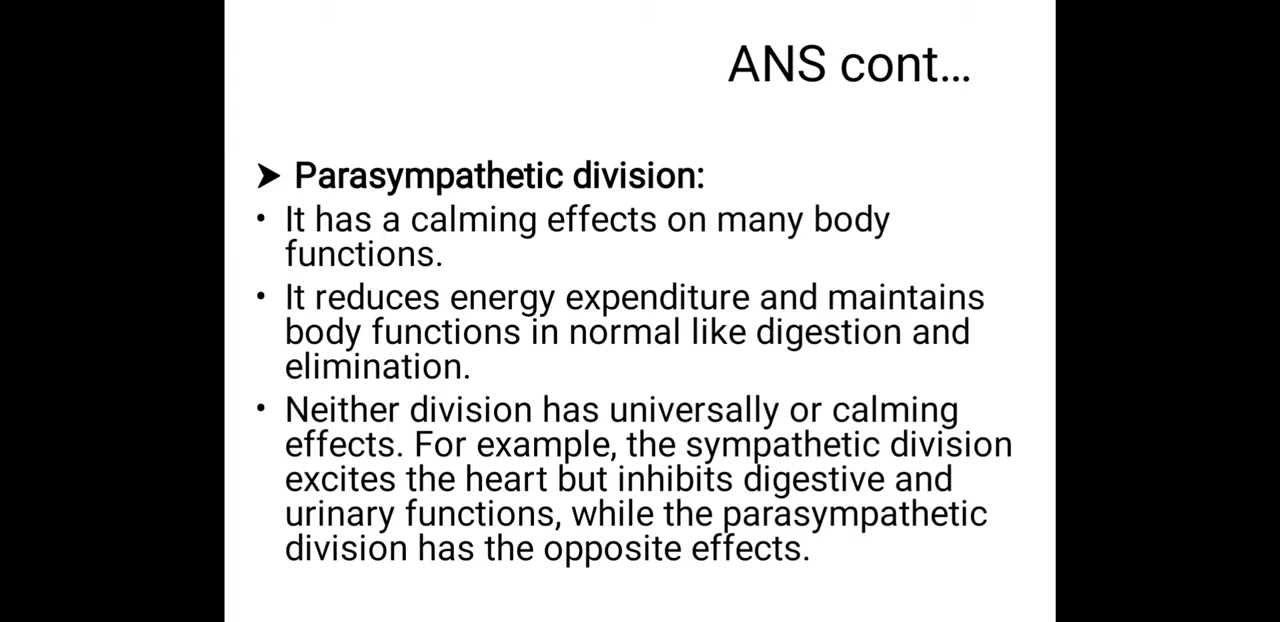 ANS cont...
➤ Parasympathetic division:
• It has a calming effects on many body
functions.
• It reduces energy expenditure and maintains
body functions in normal like digestion and
elimination.
• Neither division has universally or calming
effects. For example, the sympathetic division
excites the heart but inhibits digestive and
urinary functions, while the parasympathetic
division has the opposite effects.